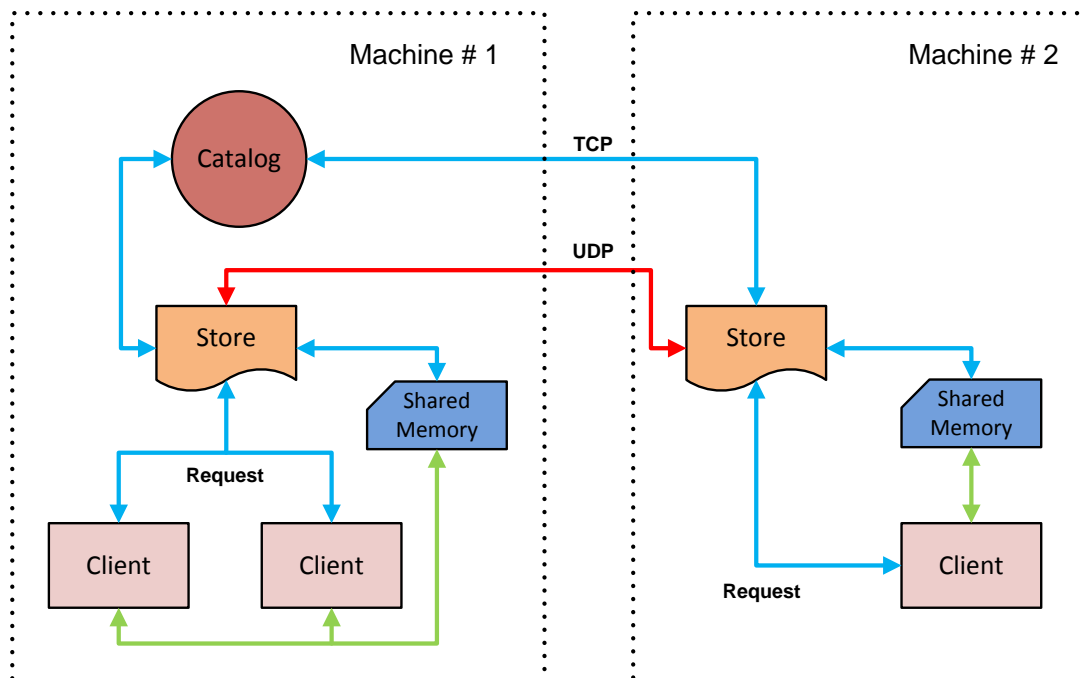 Machine # 1
Machine # 2
TCP
Catalog
UDP
Store
Store
Shared
Memory
Shared
Memory
Request
Client
Client
Client
Request